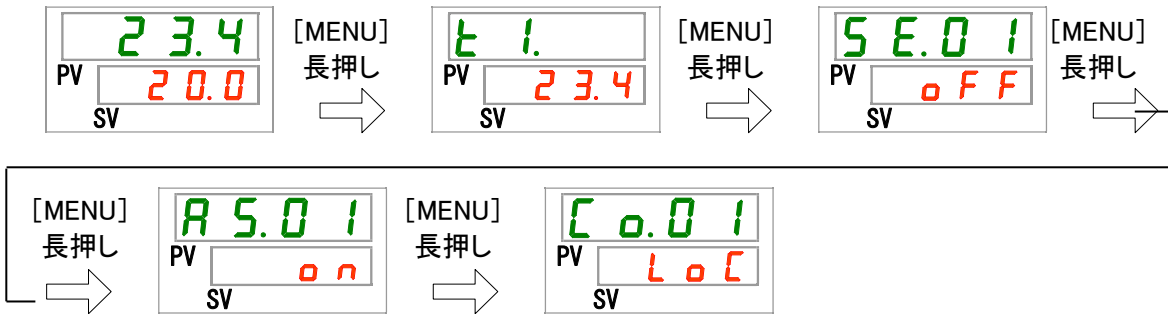 23.4
PV
20.0
SV
[MENU]
長押し
t1.
PV
23.4
SV
[MENU]
長押し
SE.01
PV
oFF
SV
[MENU]
長押し
[MENU]
長押し
AS.01
PV
on
SV
[MENU]
長押し
Co.01
PV
LoC
SV